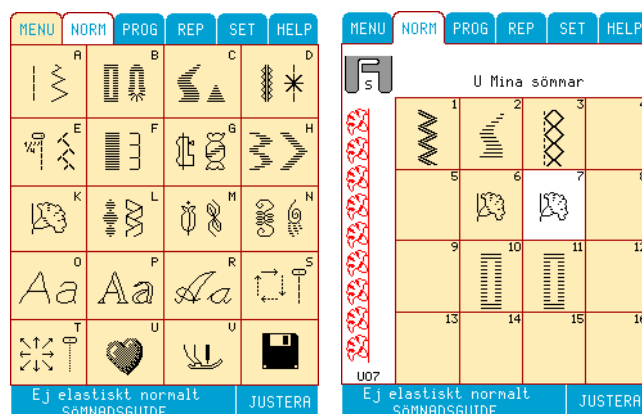 MENU NORM PROG REP SET HELP
A B C D
E F G H
1/4"
K L M N
O P R S
Aa Aa Aa
T U V
Ej elastiskt normalt
SÖMNADSGUIDE
JUSTERA
MENU NORM PROG REP SET HELP
S
U Mina sömmar
1 2 3 4
5 6 7 8
9 10 11 12
13 14 15 16
U07
Ej elastiskt normalt
SÖMNADSGUIDE
JUSTERA